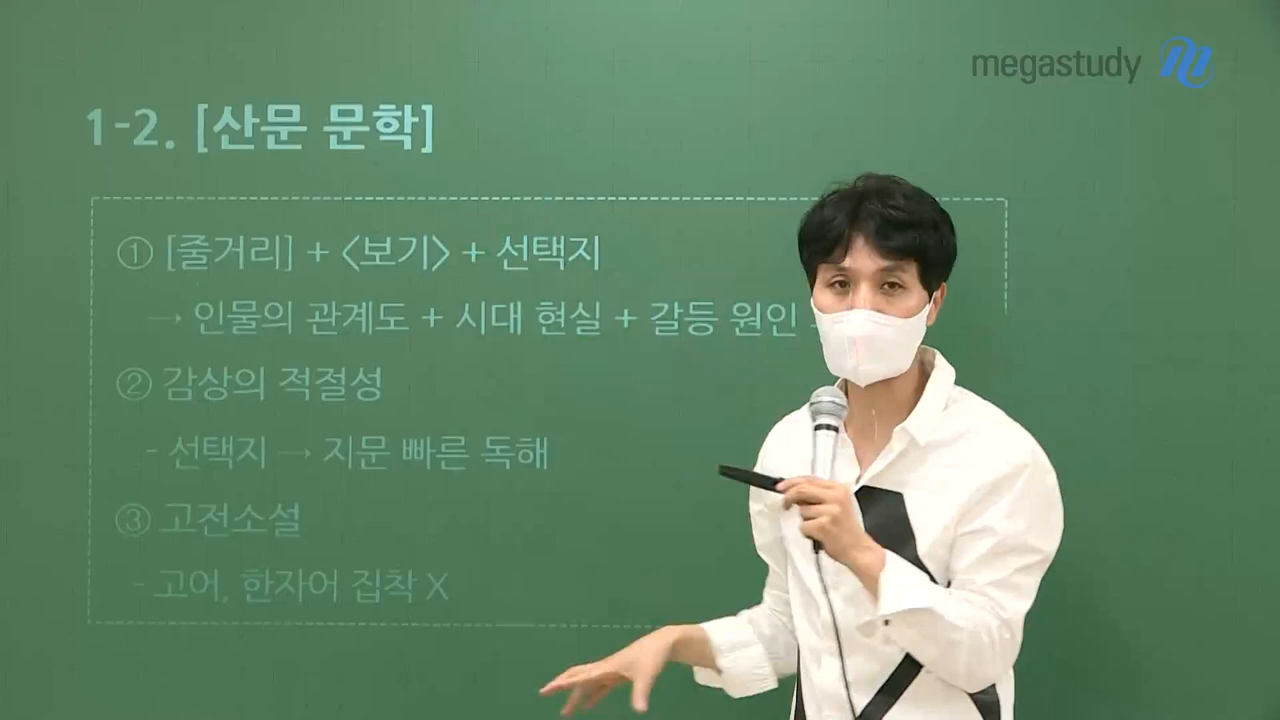 megastudy
1-2. [산문 문학]
① [줄거리] + <보기> + 선택지
→ 인물의 관계도 + 시대 현실 + 갈등 원인
② 감상의 적절성
- 선택지 → 지문 빠른 독해
③ 고전소설
- 고어, 한자어 집착 X